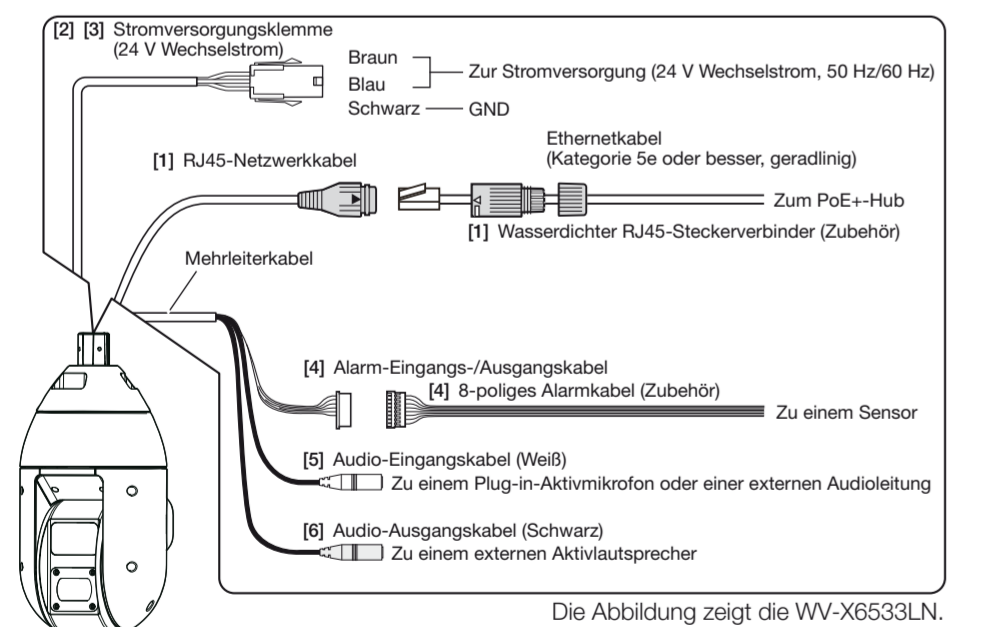 [2] [3] Stromversorgungsklemme
(24 V Wechselstrom)
Braun
Blau
Zur Stromversorgung (24 V Wechselstrom, 50 Hz/60 Hz)
Schwarz
GND
Ethernetkabel
(Kategorie 5e oder besser, geradlinig)
[1] RJ45-Netzwerkkabel
Zum PoE+-Hub
[1] Wasserdichter RJ45-Steckerverbinder (Zubehör)
Mehrleiterkabel
[4] Alarm-Eingangs-/Ausgangskabel
[4] 8-poliges Alarmkabel (Zubehör)
Zu einem Sensor
[5] Audio-Eingangskabel (Weiß)
Zu einem Plug-in-Aktivmikrofon oder einer externen Audioleitung
[6] Audio-Ausgangskabel (Schwarz)
Zu einem externen Aktivlautsprecher
Die Abbildung zeigt die WV-X6533LN.